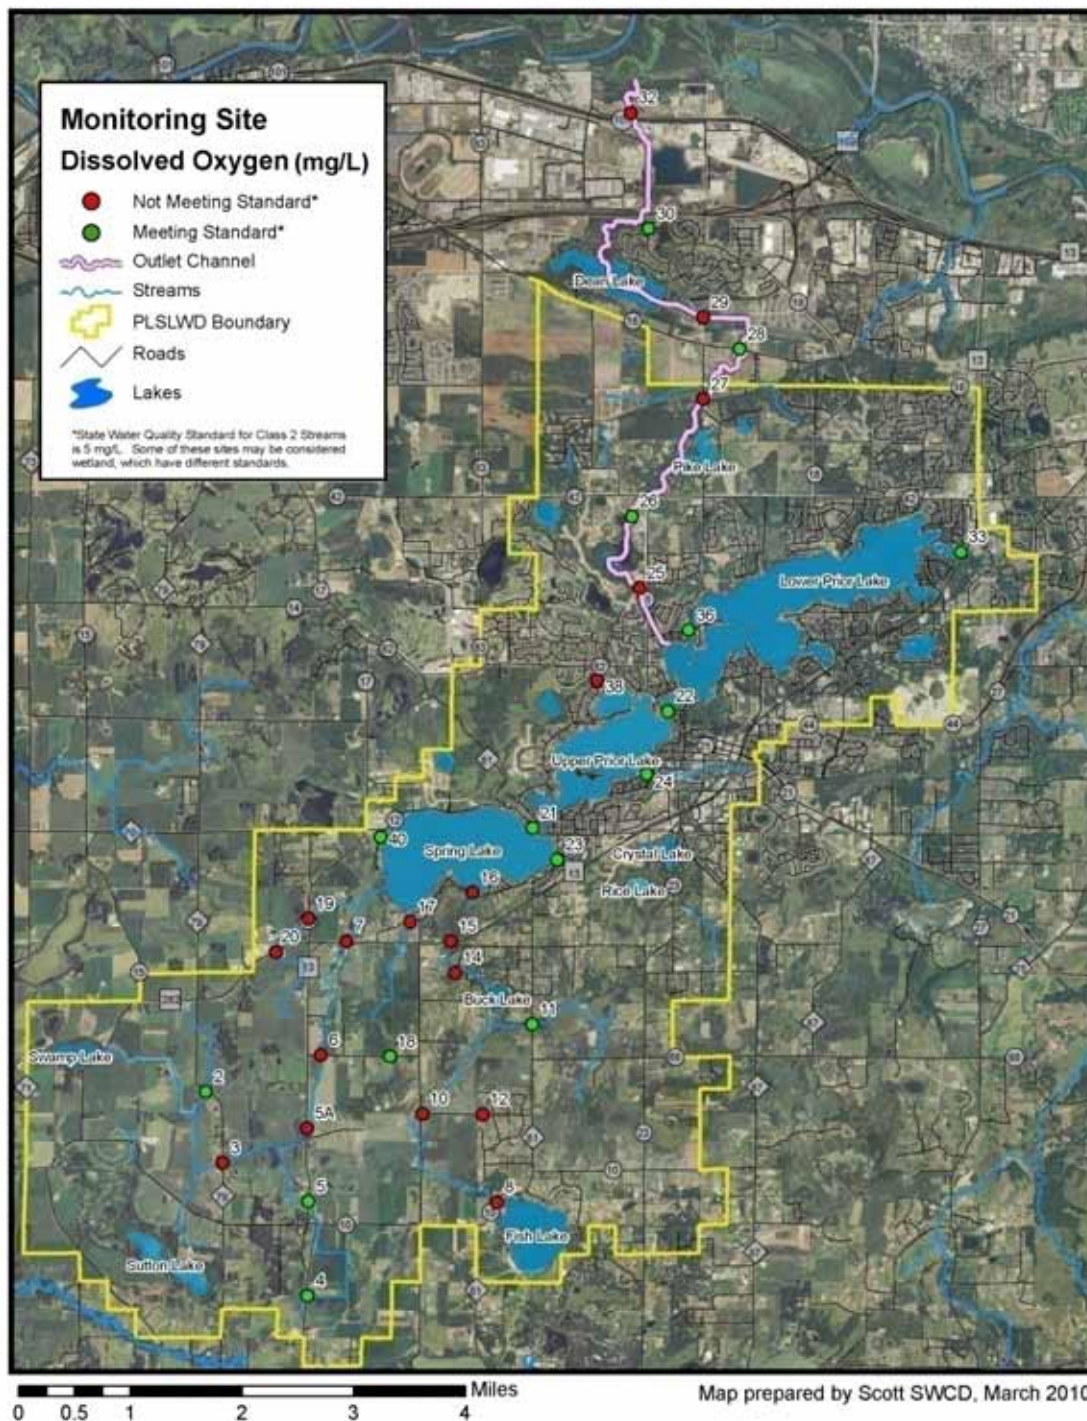 Monitoring Site
Dissolved Oxygen (mg/L)
Not Meeting Standard*
Meeting Standard*
Outlet Channel
Streams
PLSLWD Boundary
Roads
Lakes
*State Water Quality Standard for Class 2 Streams
is 5 mg/L. Some of these sites may be considered
wetland, which have different standards.
32
30
Dean Lake
29
28
27
Pike Lake
26
25
33
Lower Prior Lake
36
38
22
Upper Prior Lake
24
21
40
23
Spring Lake
Crystal Lake
16
Rice Lake
17
19
15
7
20
14
Buck Lake
11
Swamp Lake
6
18
2
10
12
5A
3
8
5
Fish Lake
Sutton Lake
4
Miles
0 0.5 1 2 3 4
Map prepared by Scott SWCD, March 2010